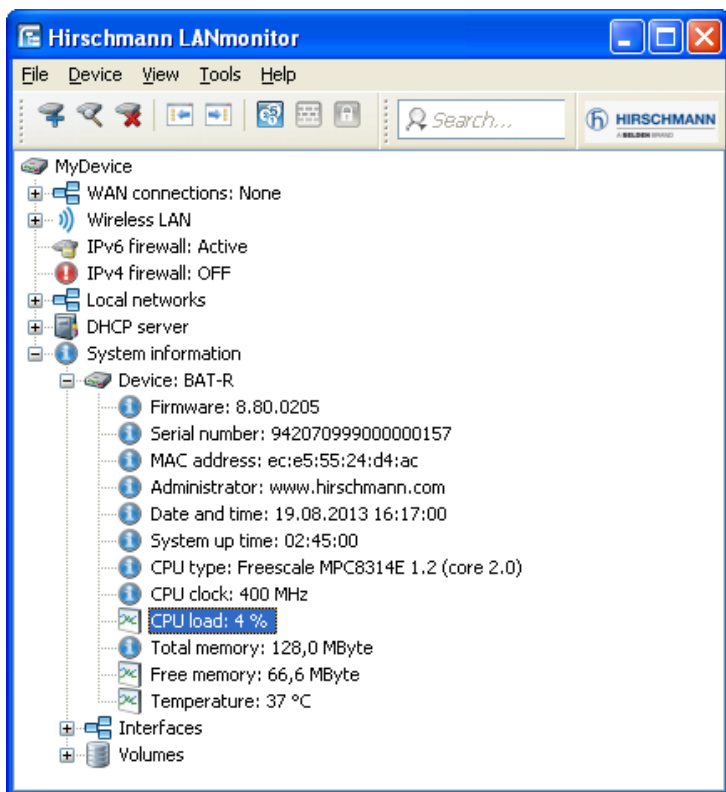 Hirschmann LANmonitor
File Device View Tools Help
Search...
HIRSCHMANN
A BELDEN BRAND
MyDevice
WAN connections: None
Wireless LAN
IPv6 firewall: Active
IPv4 firewall: OFF
Local networks
DHCP server
System information
Device: BAT-R
Firmware: 8.80.0205
Serial number: 942070999000000157
MAC address: ec:e5:55:24:d4:ac
Administrator: www.hirschmann.com
Date and time: 19.08.2013 16:17:00
System up time: 02:45:00
CPU type: Freescale MPC8314E 1.2 (core 2.0)
CPU clock: 400 MHz
CPU load: 4 %
Total memory: 128,0 MByte
Free memory: 66,6 MByte
Temperature: 37 °C
Interfaces
Volumes